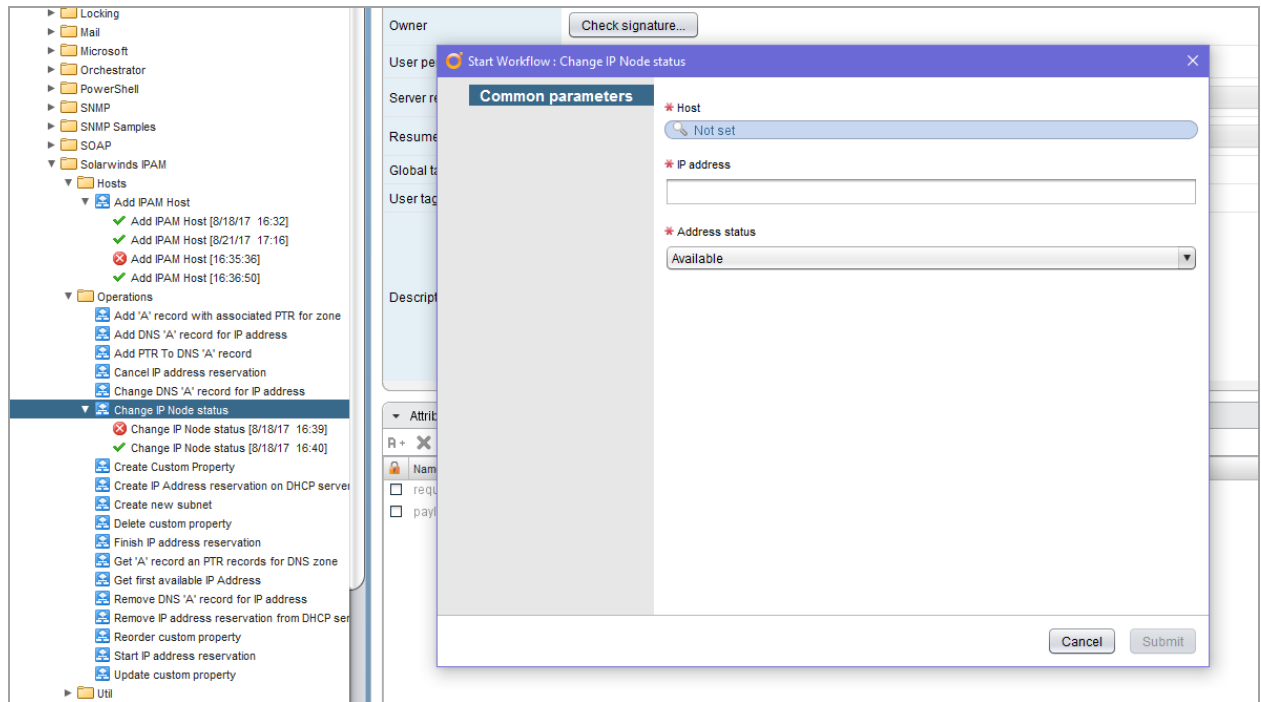 Locking
Mail
Microsoft
Orchestrator
PowerShell
SNMP
SNMP Samples
SOAP
Solarwinds IPAM
Hosts
Add IPAM Host
Add IPAM Host [8/18/17 16:32]
Add IPAM Host [8/21/17 17:16]
Add IPAM Host [16:35:36]
Add IPAM Host [16:36:50]
Operations
Add 'A' record with associated PTR for zone
Add DNS 'A' record for IP address
Add PTR To DNS 'A' record
Cancel IP address reservation
Change DNS 'A' record for IP address
Change IP Node status
Change IP Node status [8/18/17 16:39]
Change IP Node status [8/18/17 16:40]
Create Custom Property
Create IP Address reservation on DHCP server
Create new subnet
Delete custom property
Finish IP address reservation
Get 'A' record an PTR records for DNS zone
Get first available IP Address
Remove DNS 'A' record for IP address
Remove IP address reservation from DHCP ser
Reorder custom property
Start IP address reservation
Update custom property
Util
Owner
Check signature...
User pe
Server re
Resume
Global ta
User tag
Descript
Attrib
Nam
requ
payl
Start Workflow : Change IP Node status
Common parameters
* Host
Not set
* IP address
* Address status
Available
Cancel
Submit